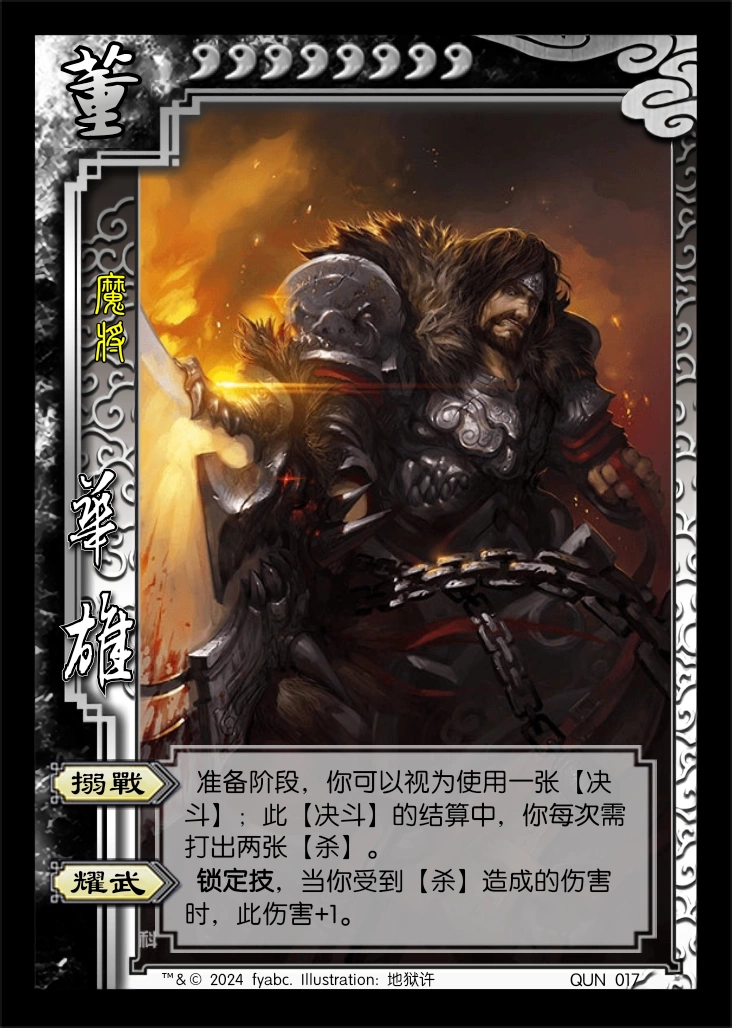 董
魔将
華雄
搦戰
准备阶段，你可以视为使用一张【决
斗】；此【决斗】的结算中，你每次需
打出两张【杀】。
耀武
锁定技，当你受到【杀】造成的伤害
时，此伤害+1。
科
™&© 2024 fyabc. Illustration: 地狱许
QUN 017